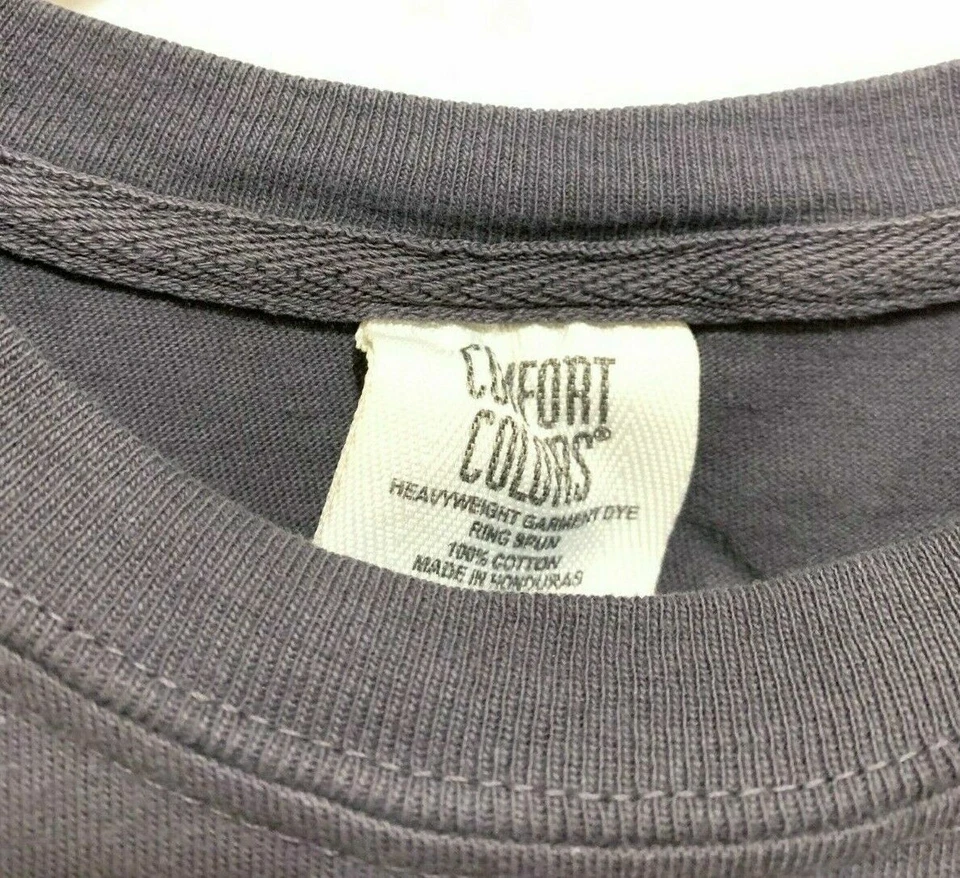 COMFORT
COLORS®
HEAVYWEIGHT GARMENT DYE
RING SPUN
100% COTTON
MADE IN HONDURAS